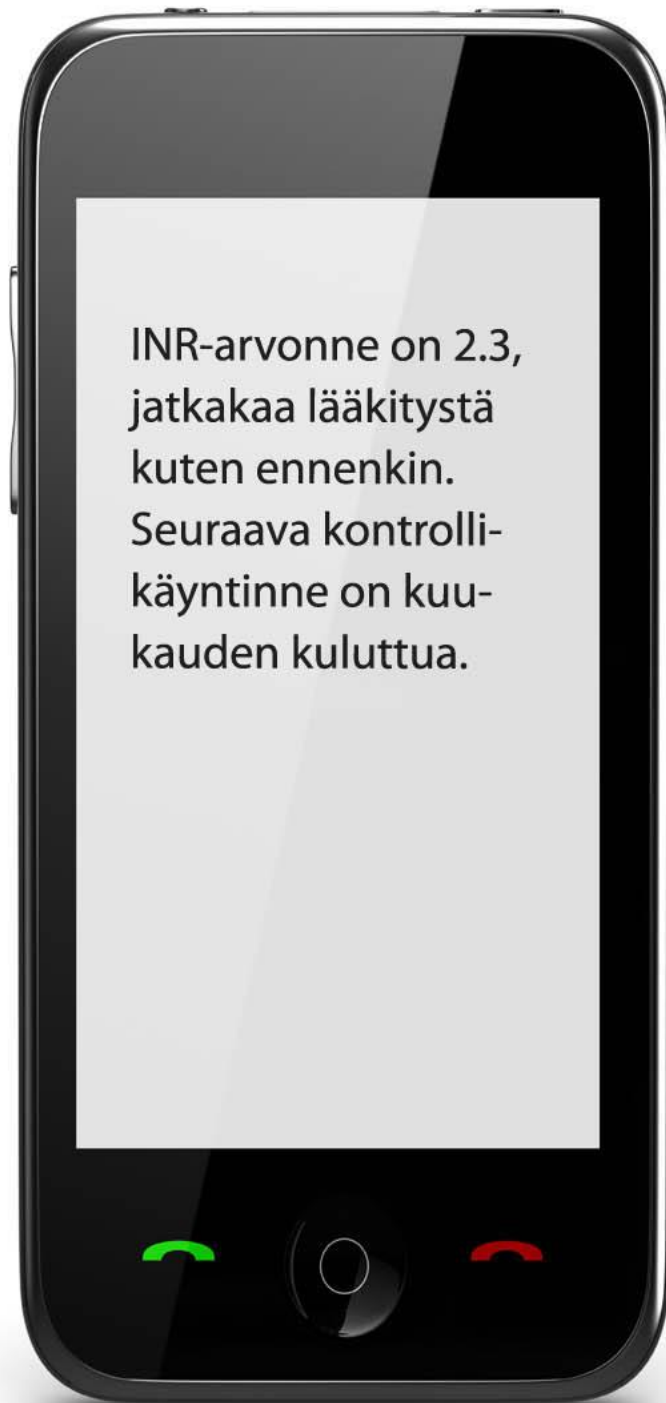 INR-arvonne on 2.3,
jatkakaa lääkitystä
kuten ennenkin.
Seuraava kontrolli-
käyntinne on kuu-
kauden kuluttua.